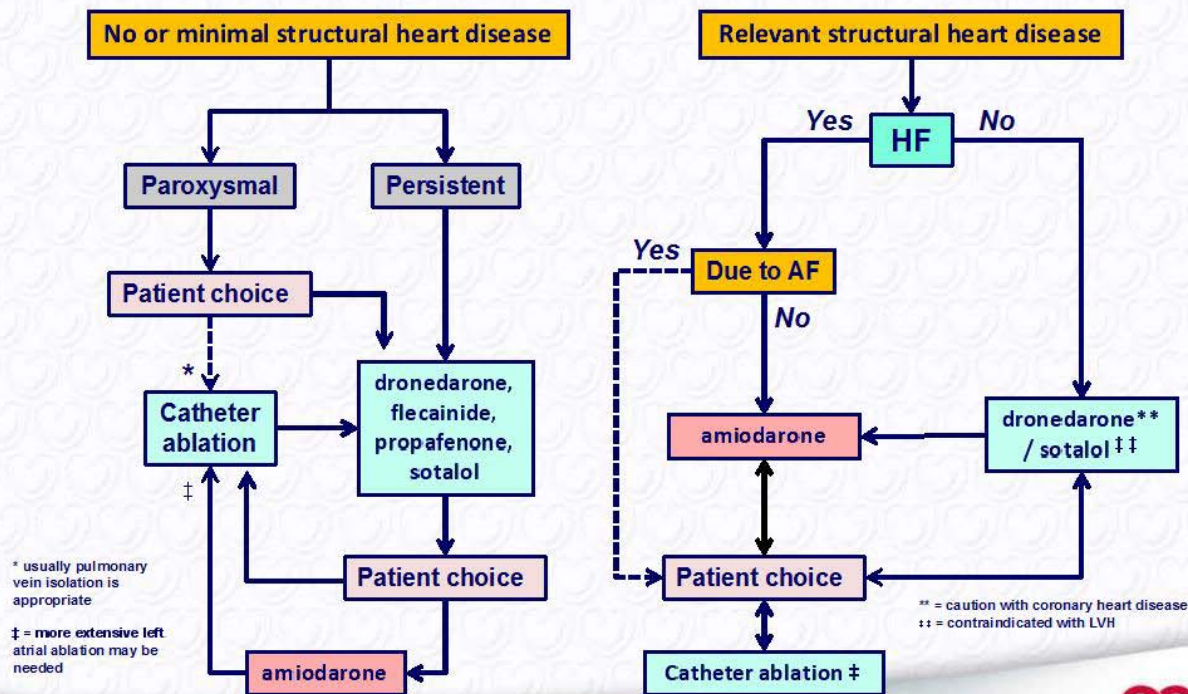 No or minimal structural heart disease
Paroxysmal
Persistent
Patient choice
*
Catheter
ablation
‡
dronedarone,
flecainide,
propafenone,
sotalol
Patient choice
amiodarone
* usually pulmonary
vein isolation is
appropriate
‡ = more extensive left
atrial ablation may be
needed
Relevant structural heart disease
Yes
HF
No
Yes
Due to AF
No
amiodarone
dronedarone**
/ sotalol ‡‡
Patient choice
Catheter ablation ‡
** = caution with coronary heart disease
‡‡ = contraindicated with LVH